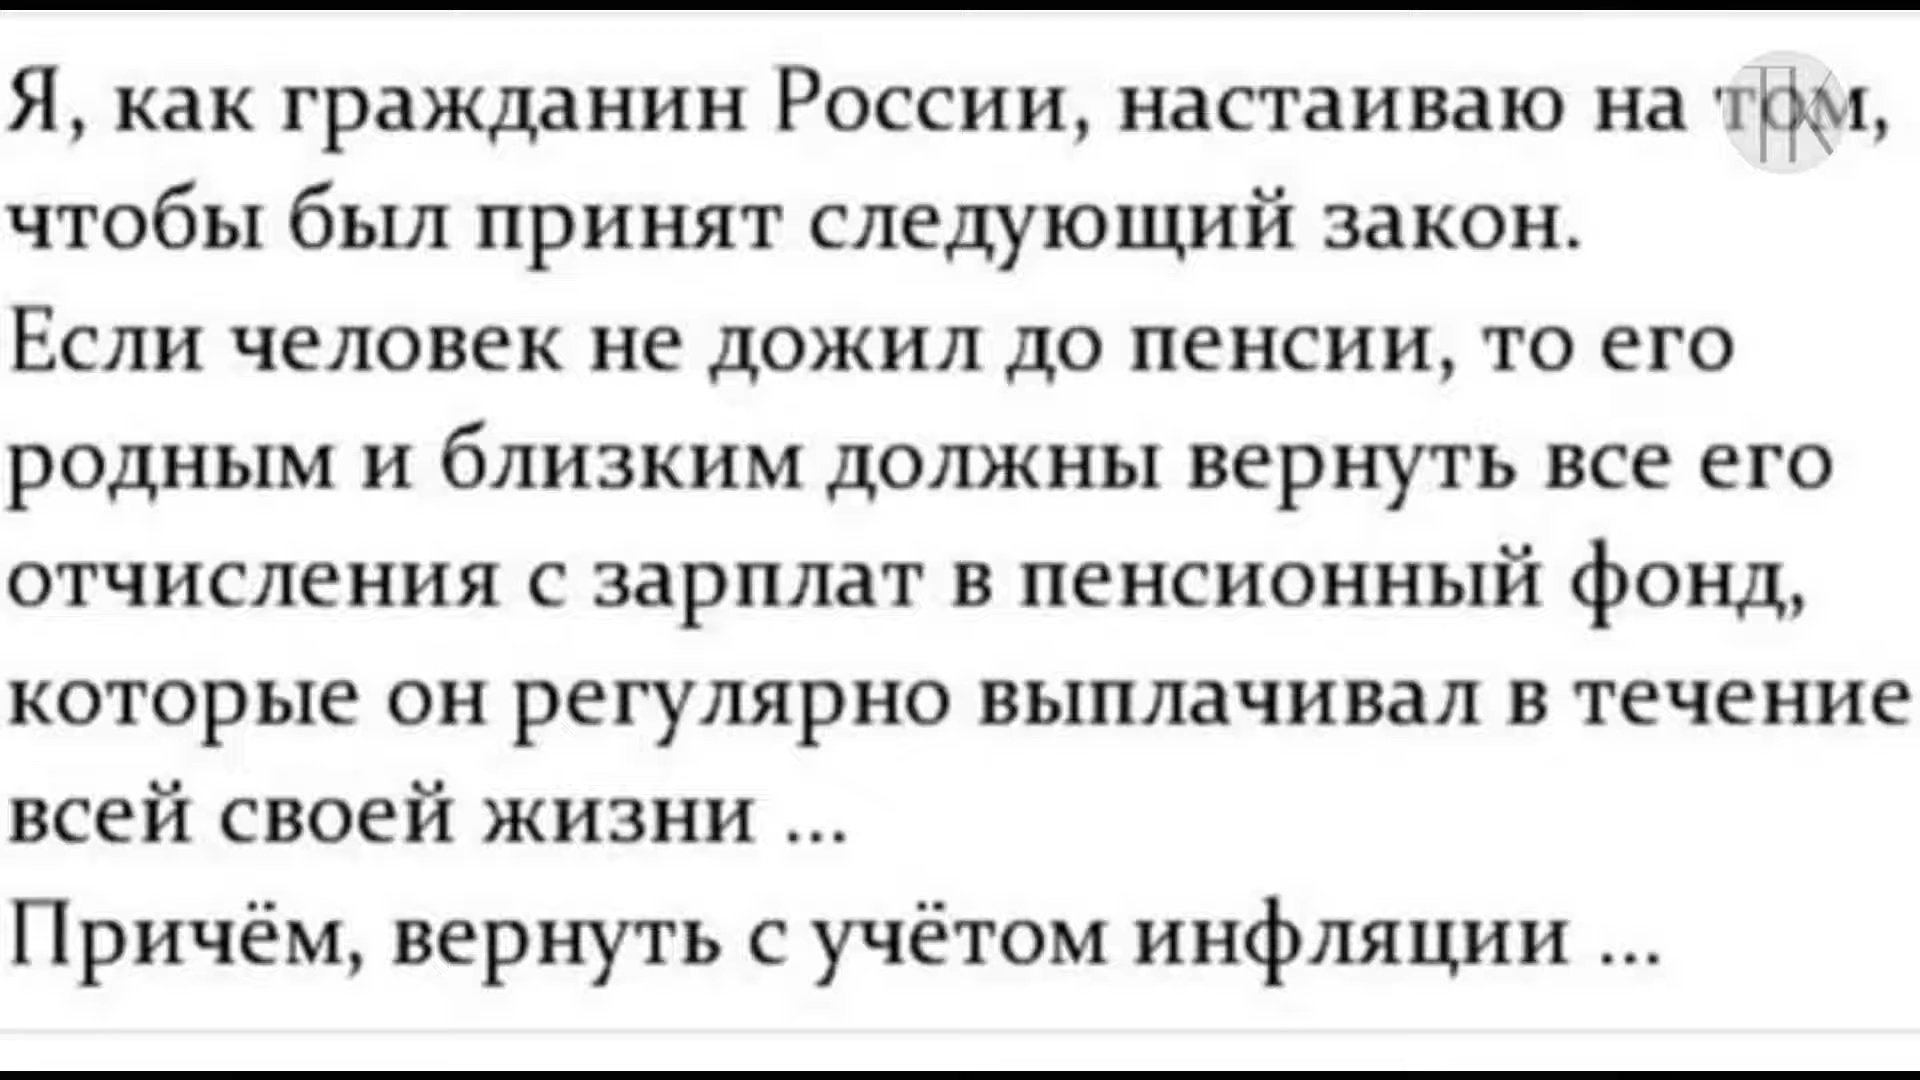 Я, как гражданин России, настаиваю на том,
чтобы был принят следующий закон.
Если человек не дожил до пенсии, то его
родным и близким должны вернуть все его
отчисления с зарплат в пенсионный фонд,
которые он регулярно выплачивал в течение
всей своей жизни ...
Причём, вернуть с учётом инфляции ...